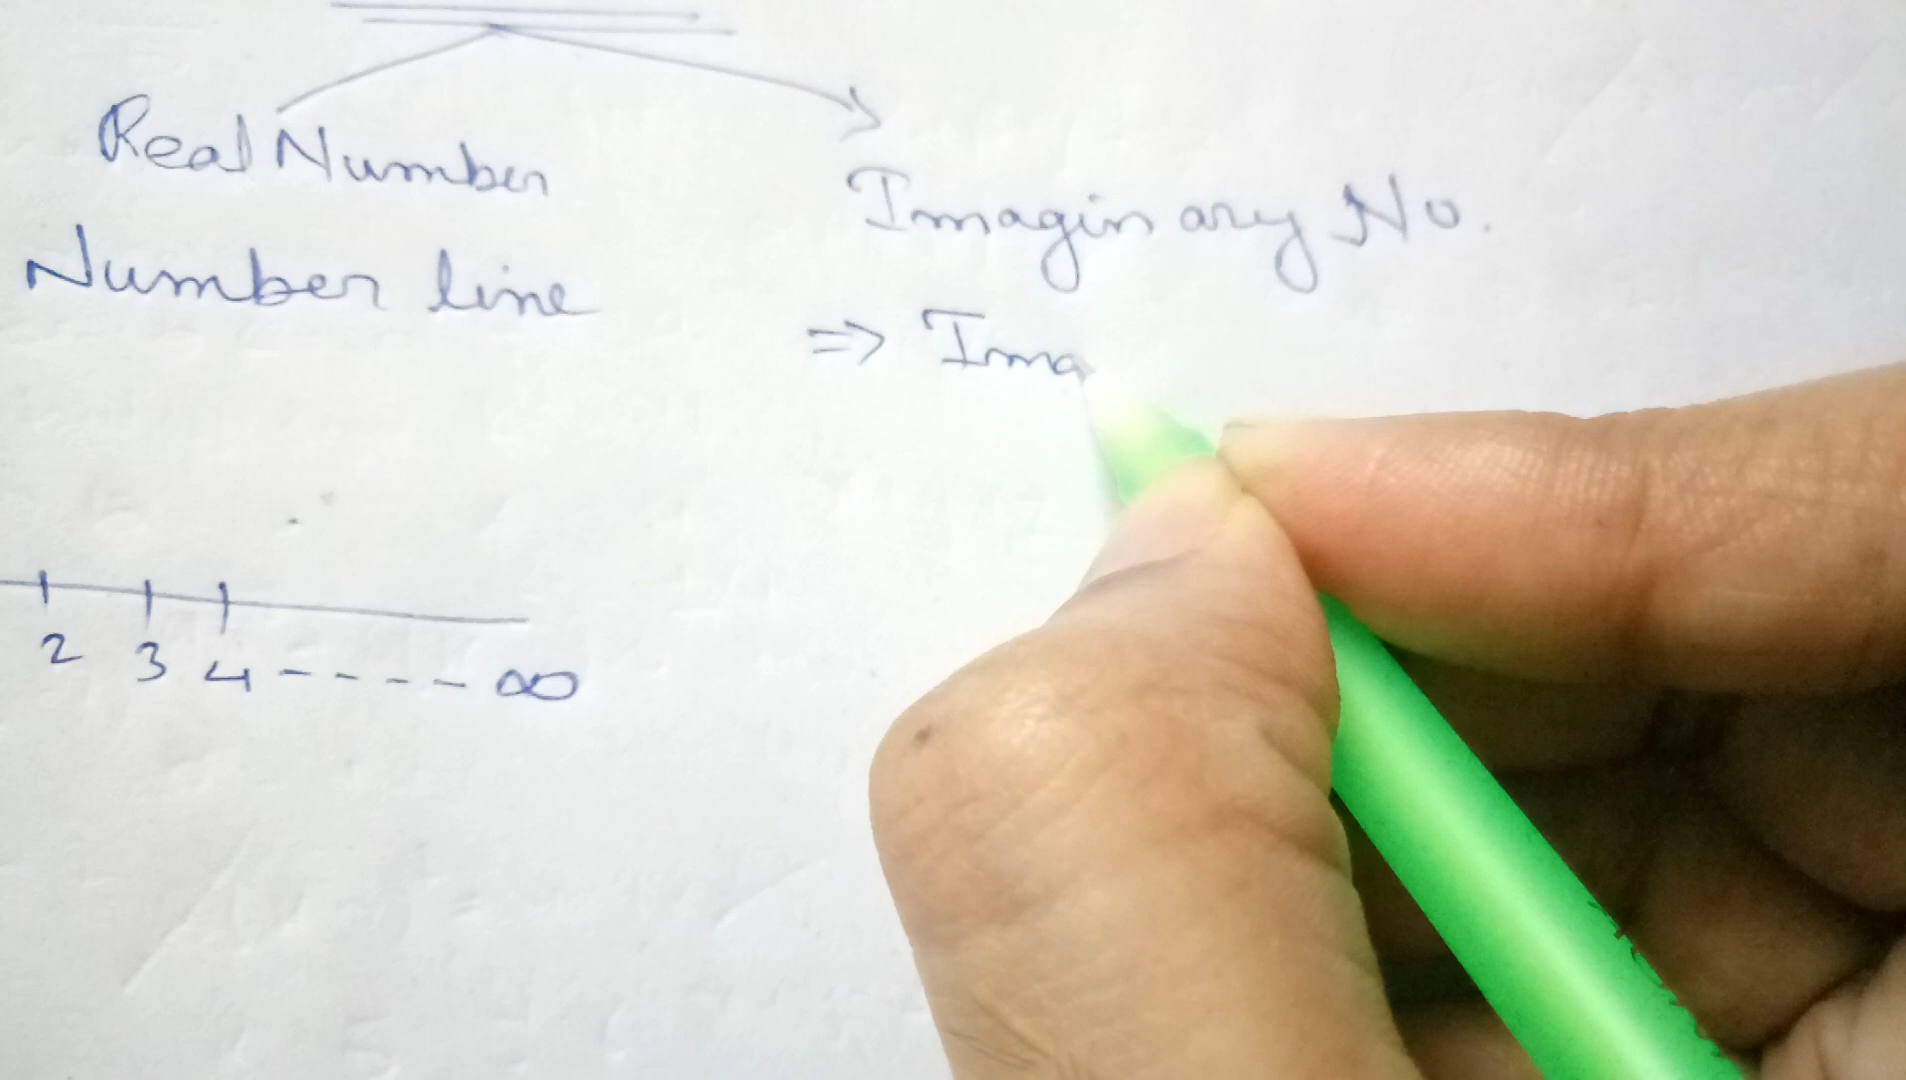 Real Number
Imaginary No.
Number line
⇒ Ima
2 3 4 - - - - ∞